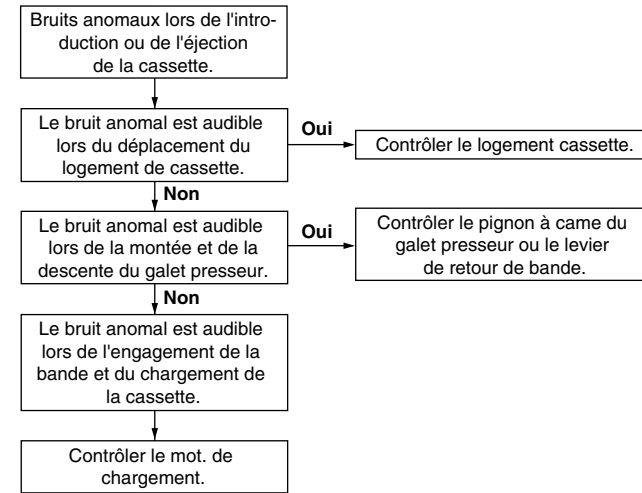 Bruits anomaux lors de l'intro-
duction ou de l'éjection
de la cassette.
Le bruit anomal est audible
lors du déplacement du
logement de cassette.
Oui
Contrôler le logement cassette.
Non
Le bruit anomal est audible
lors de la montée et de la
descente du galet presseur.
Oui
Contrôler le pignon à came du
galet presseur ou le levier
de retour de bande.
Non
Le bruit anomal est audible
lors de l'engagement de la
bande et du chargement de
la cassette.
Contrôler le mot. de
chargement.